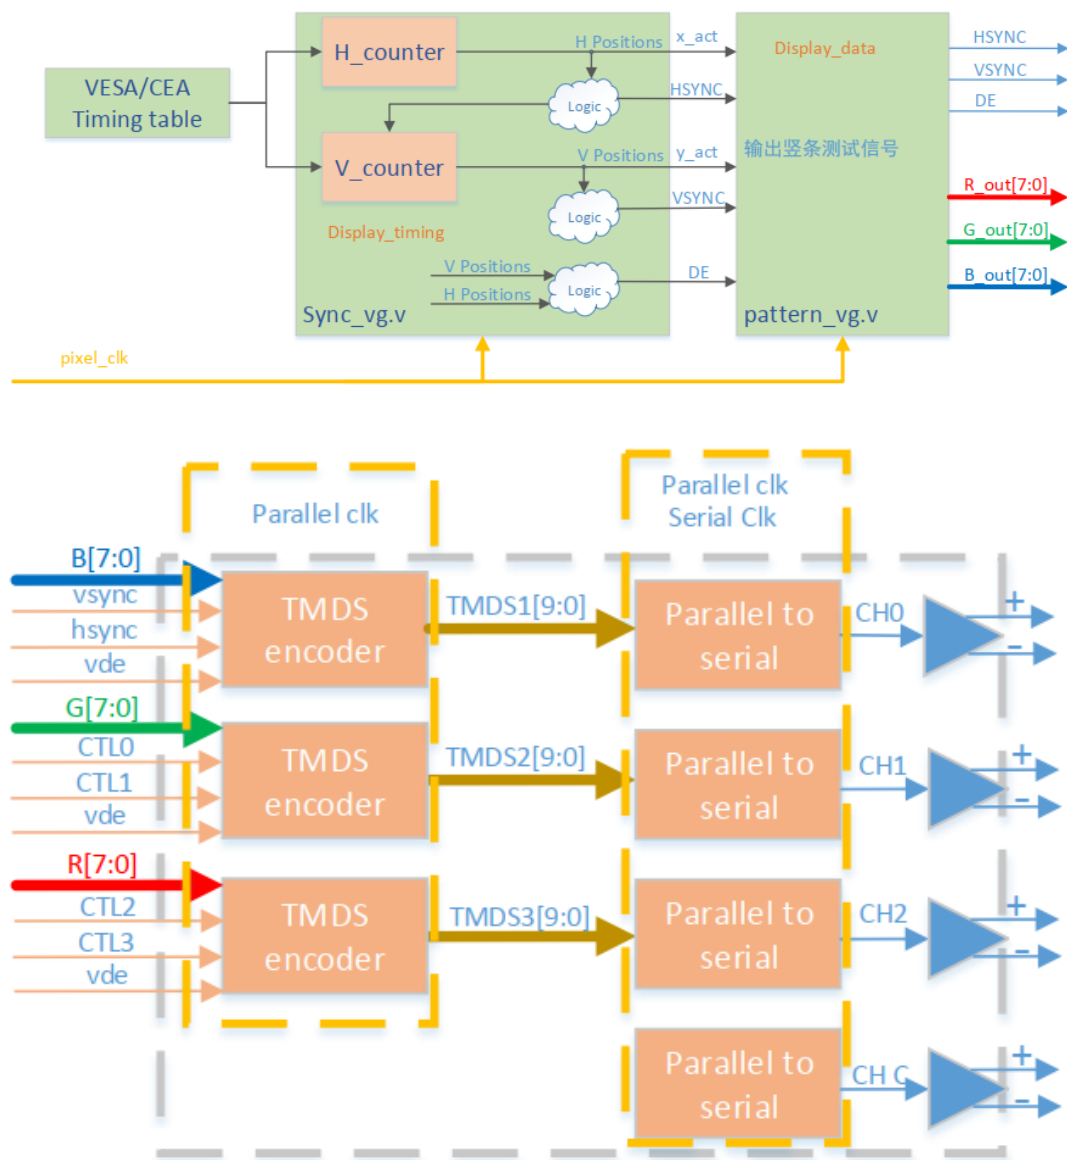 VESA/CEA
Timing table
H_counter
H Positions
x_act
Logic
HSYNC
V_counter
V Positions
y_act
Logic
VSYNC
Display_timing
V Positions
H Positions
Logic
DE
Sync_vg.v
Display_data
输出竖条测试信号
pattern_vg.v
HSYNC
VSYNC
DE
R_out[7:0]
G_out[7:0]
B_out[7:0]
pixel_clk
Parallel clk
Parallel clk
Serial Clk
B[7:0]
vsync
hsync
vde
TMDS
encoder
TMDS1[9:0]
Parallel to
serial
CH0
+
-
G[7:0]
CTL0
CTL1
vde
TMDS
encoder
TMDS2[9:0]
Parallel to
serial
CH1
+
-
R[7:0]
CTL2
CTL3
vde
TMDS
encoder
TMDS3[9:0]
Parallel to
serial
CH2
+
-
Parallel to
serial
CH C
+
-